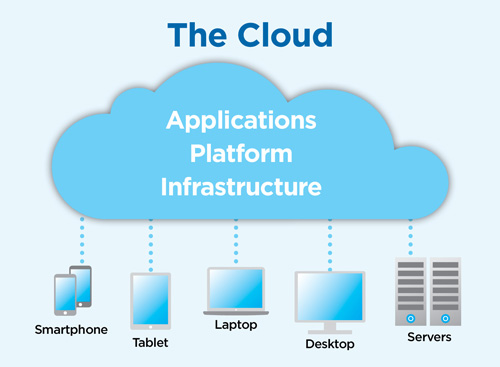 The Cloud
Applications
Platform
Infrastructure
Smartphone
Tablet
Laptop
Desktop
Servers